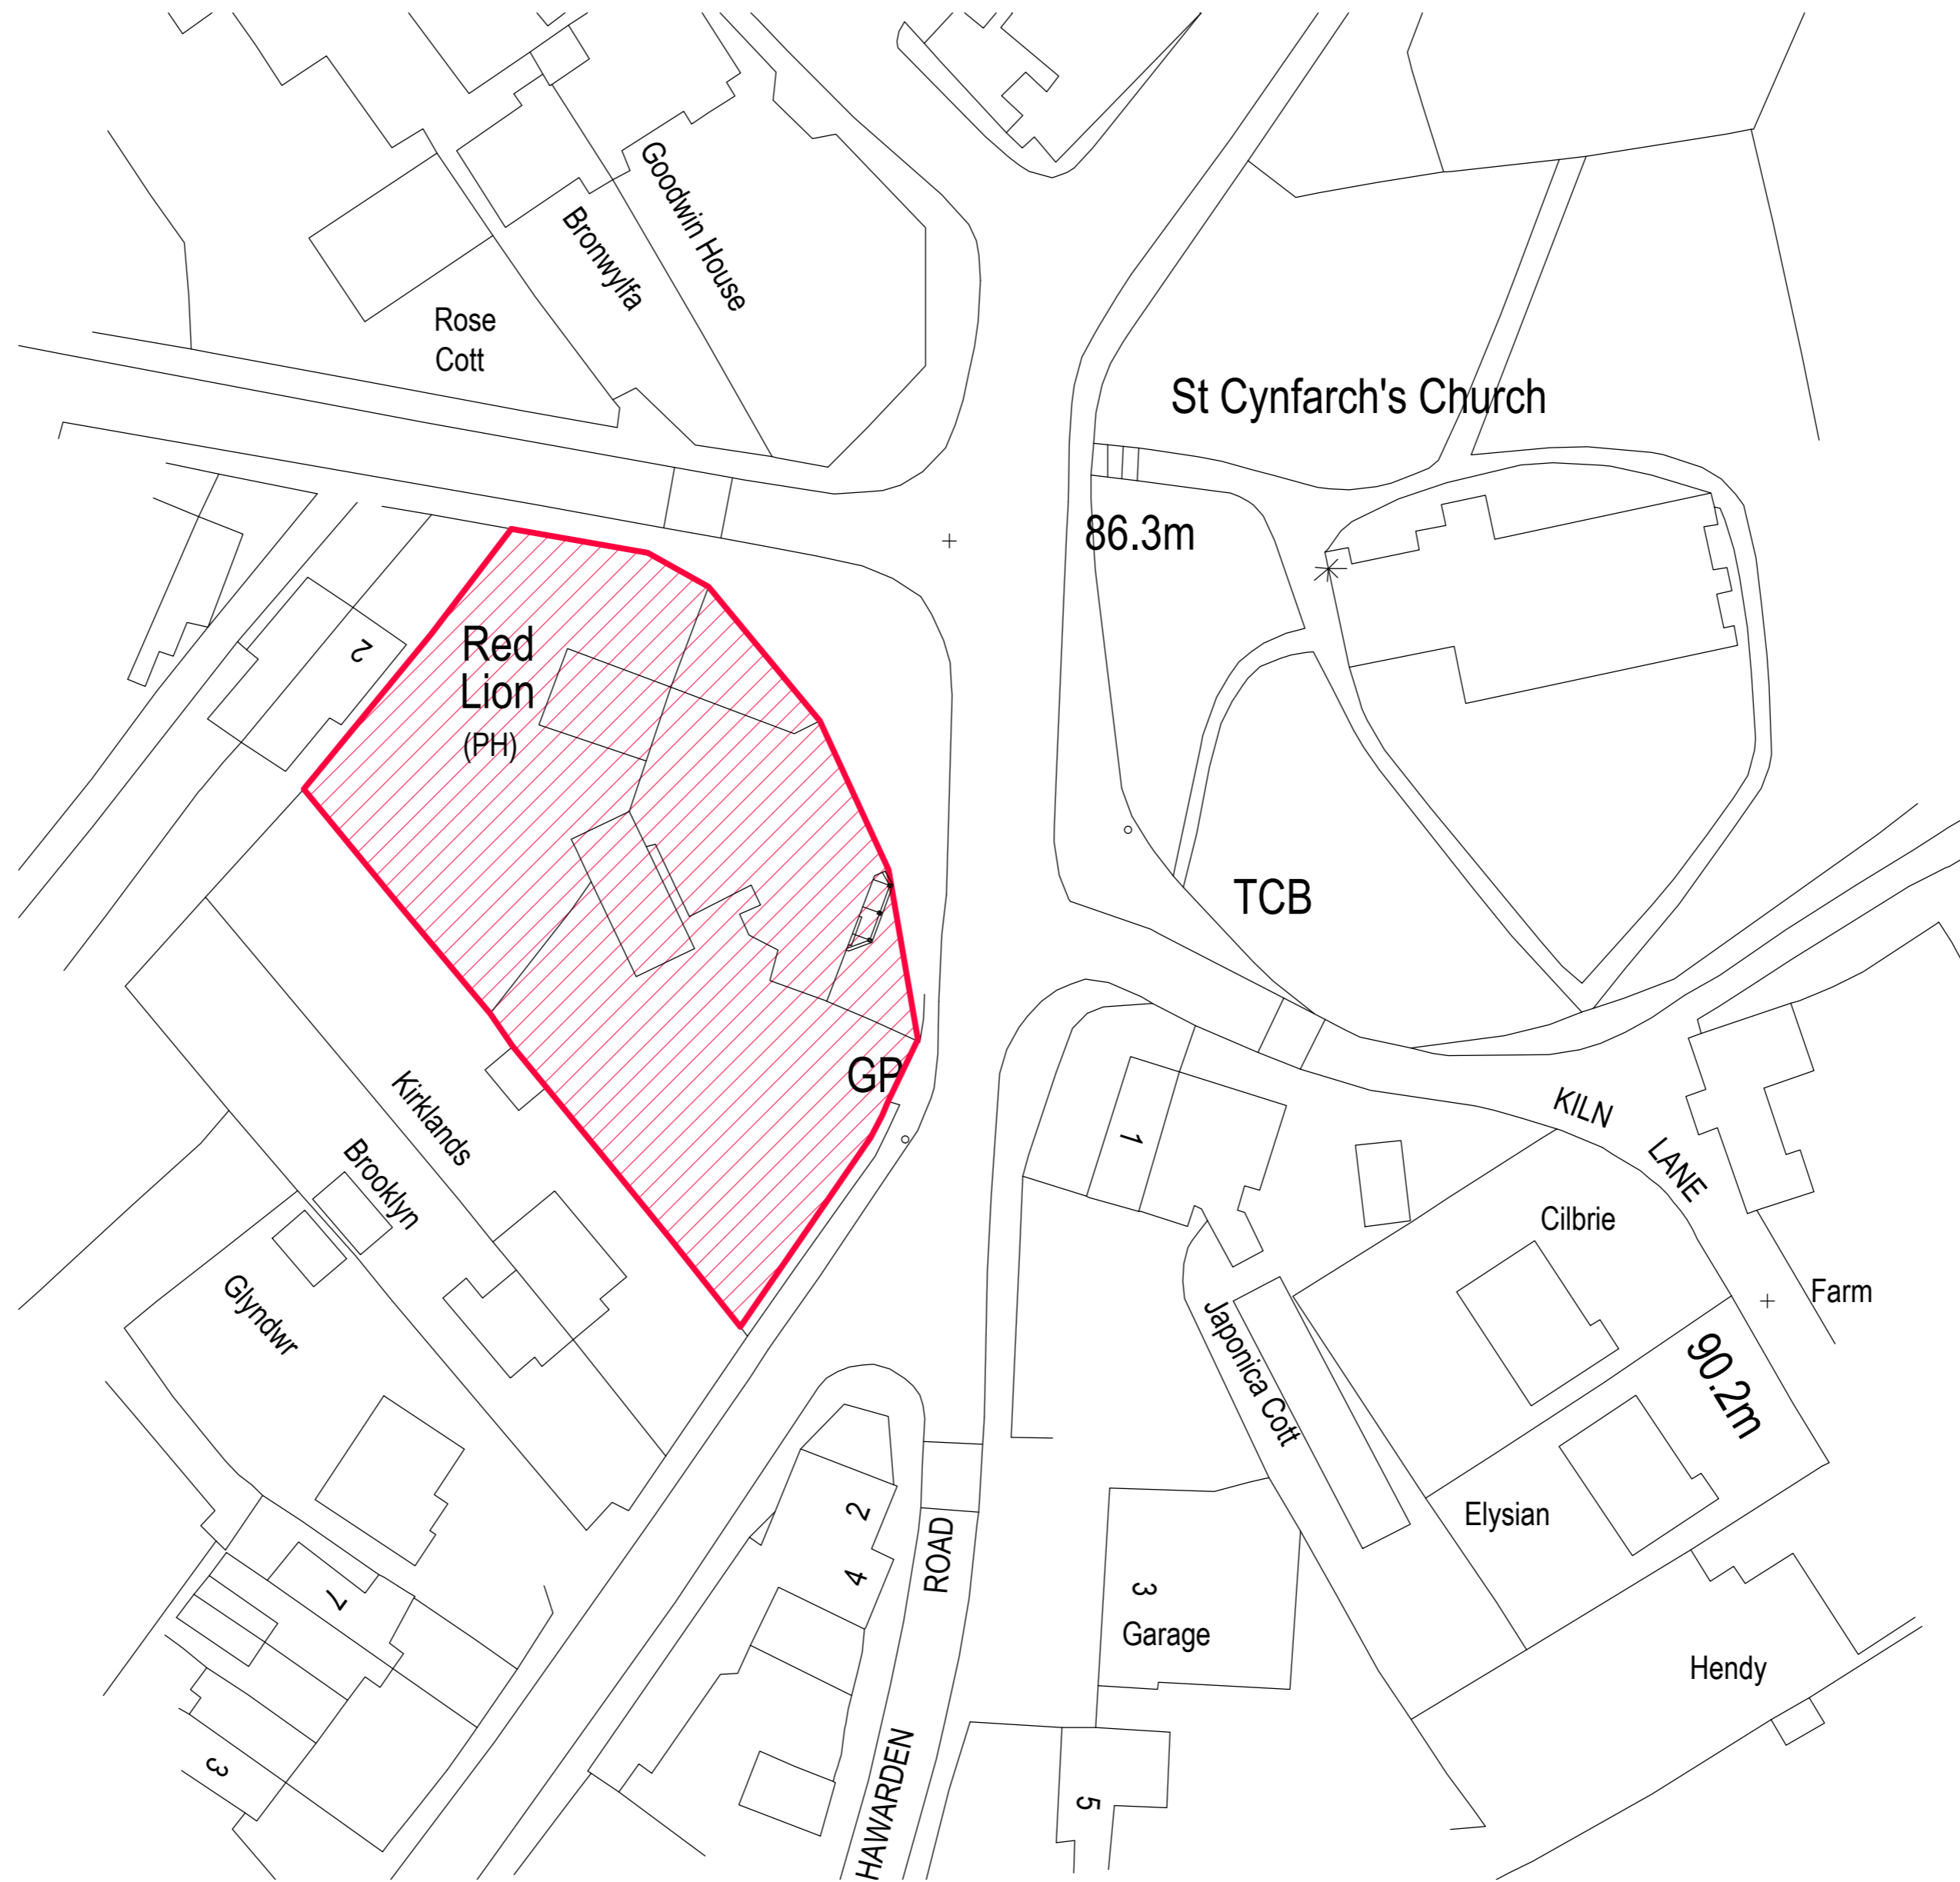 Goodwin House
Bronwylfa
Rose
Cott
St Cynfarch's Church
86.3m
2
Red
Lion
(PH)
TCB
GP
Kirklands
Brooklyn
Glyndwr
1
KILN
LANE
Cilbrie
Farm
Japonica Cott
90.2m
Elysian
2
4
ROAD
3
Garage
Hendy
7
3
HAWARDEN
5